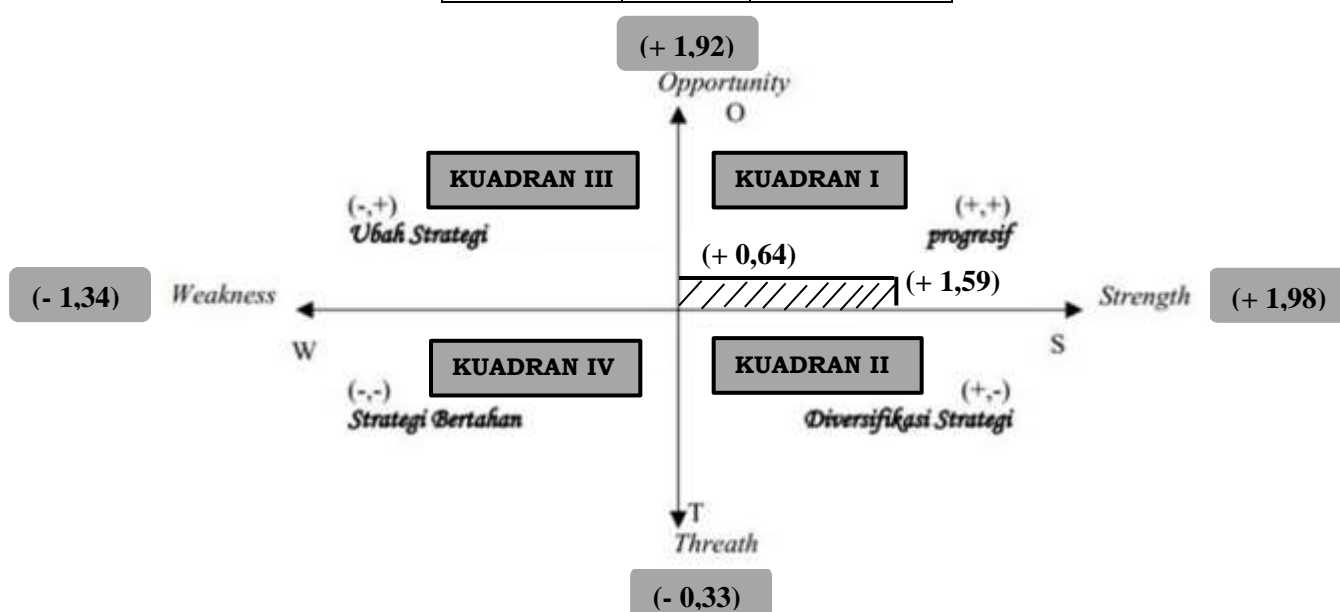 (+ 1,92)
Opportunity
O
KUADRAN III
KUADRAN I
(-,+)
Ubah Strategi
(+,+)
progresif
(+ 0,64)
(+ 1,59)
(- 1,34)
Weakness
Strength
(+ 1,98)
W
S
KUADRAN IV
KUADRAN II
(-,-)
Strategi Bertahan
(+,-)
Diversifikasi Strategi
T
Threath
(- 0,33)